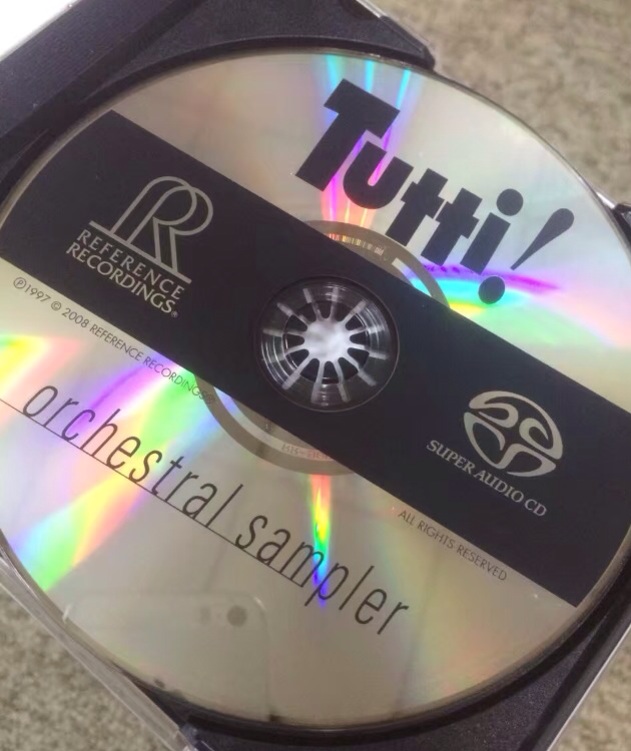 Tutti!
REFERENCE
RECORDINGS®
℗1997 © 2008 REFERENCE RECORDINGS®
SUPER AUDIO CD
orchestral sampler
ALL RIGHTS RESERVED